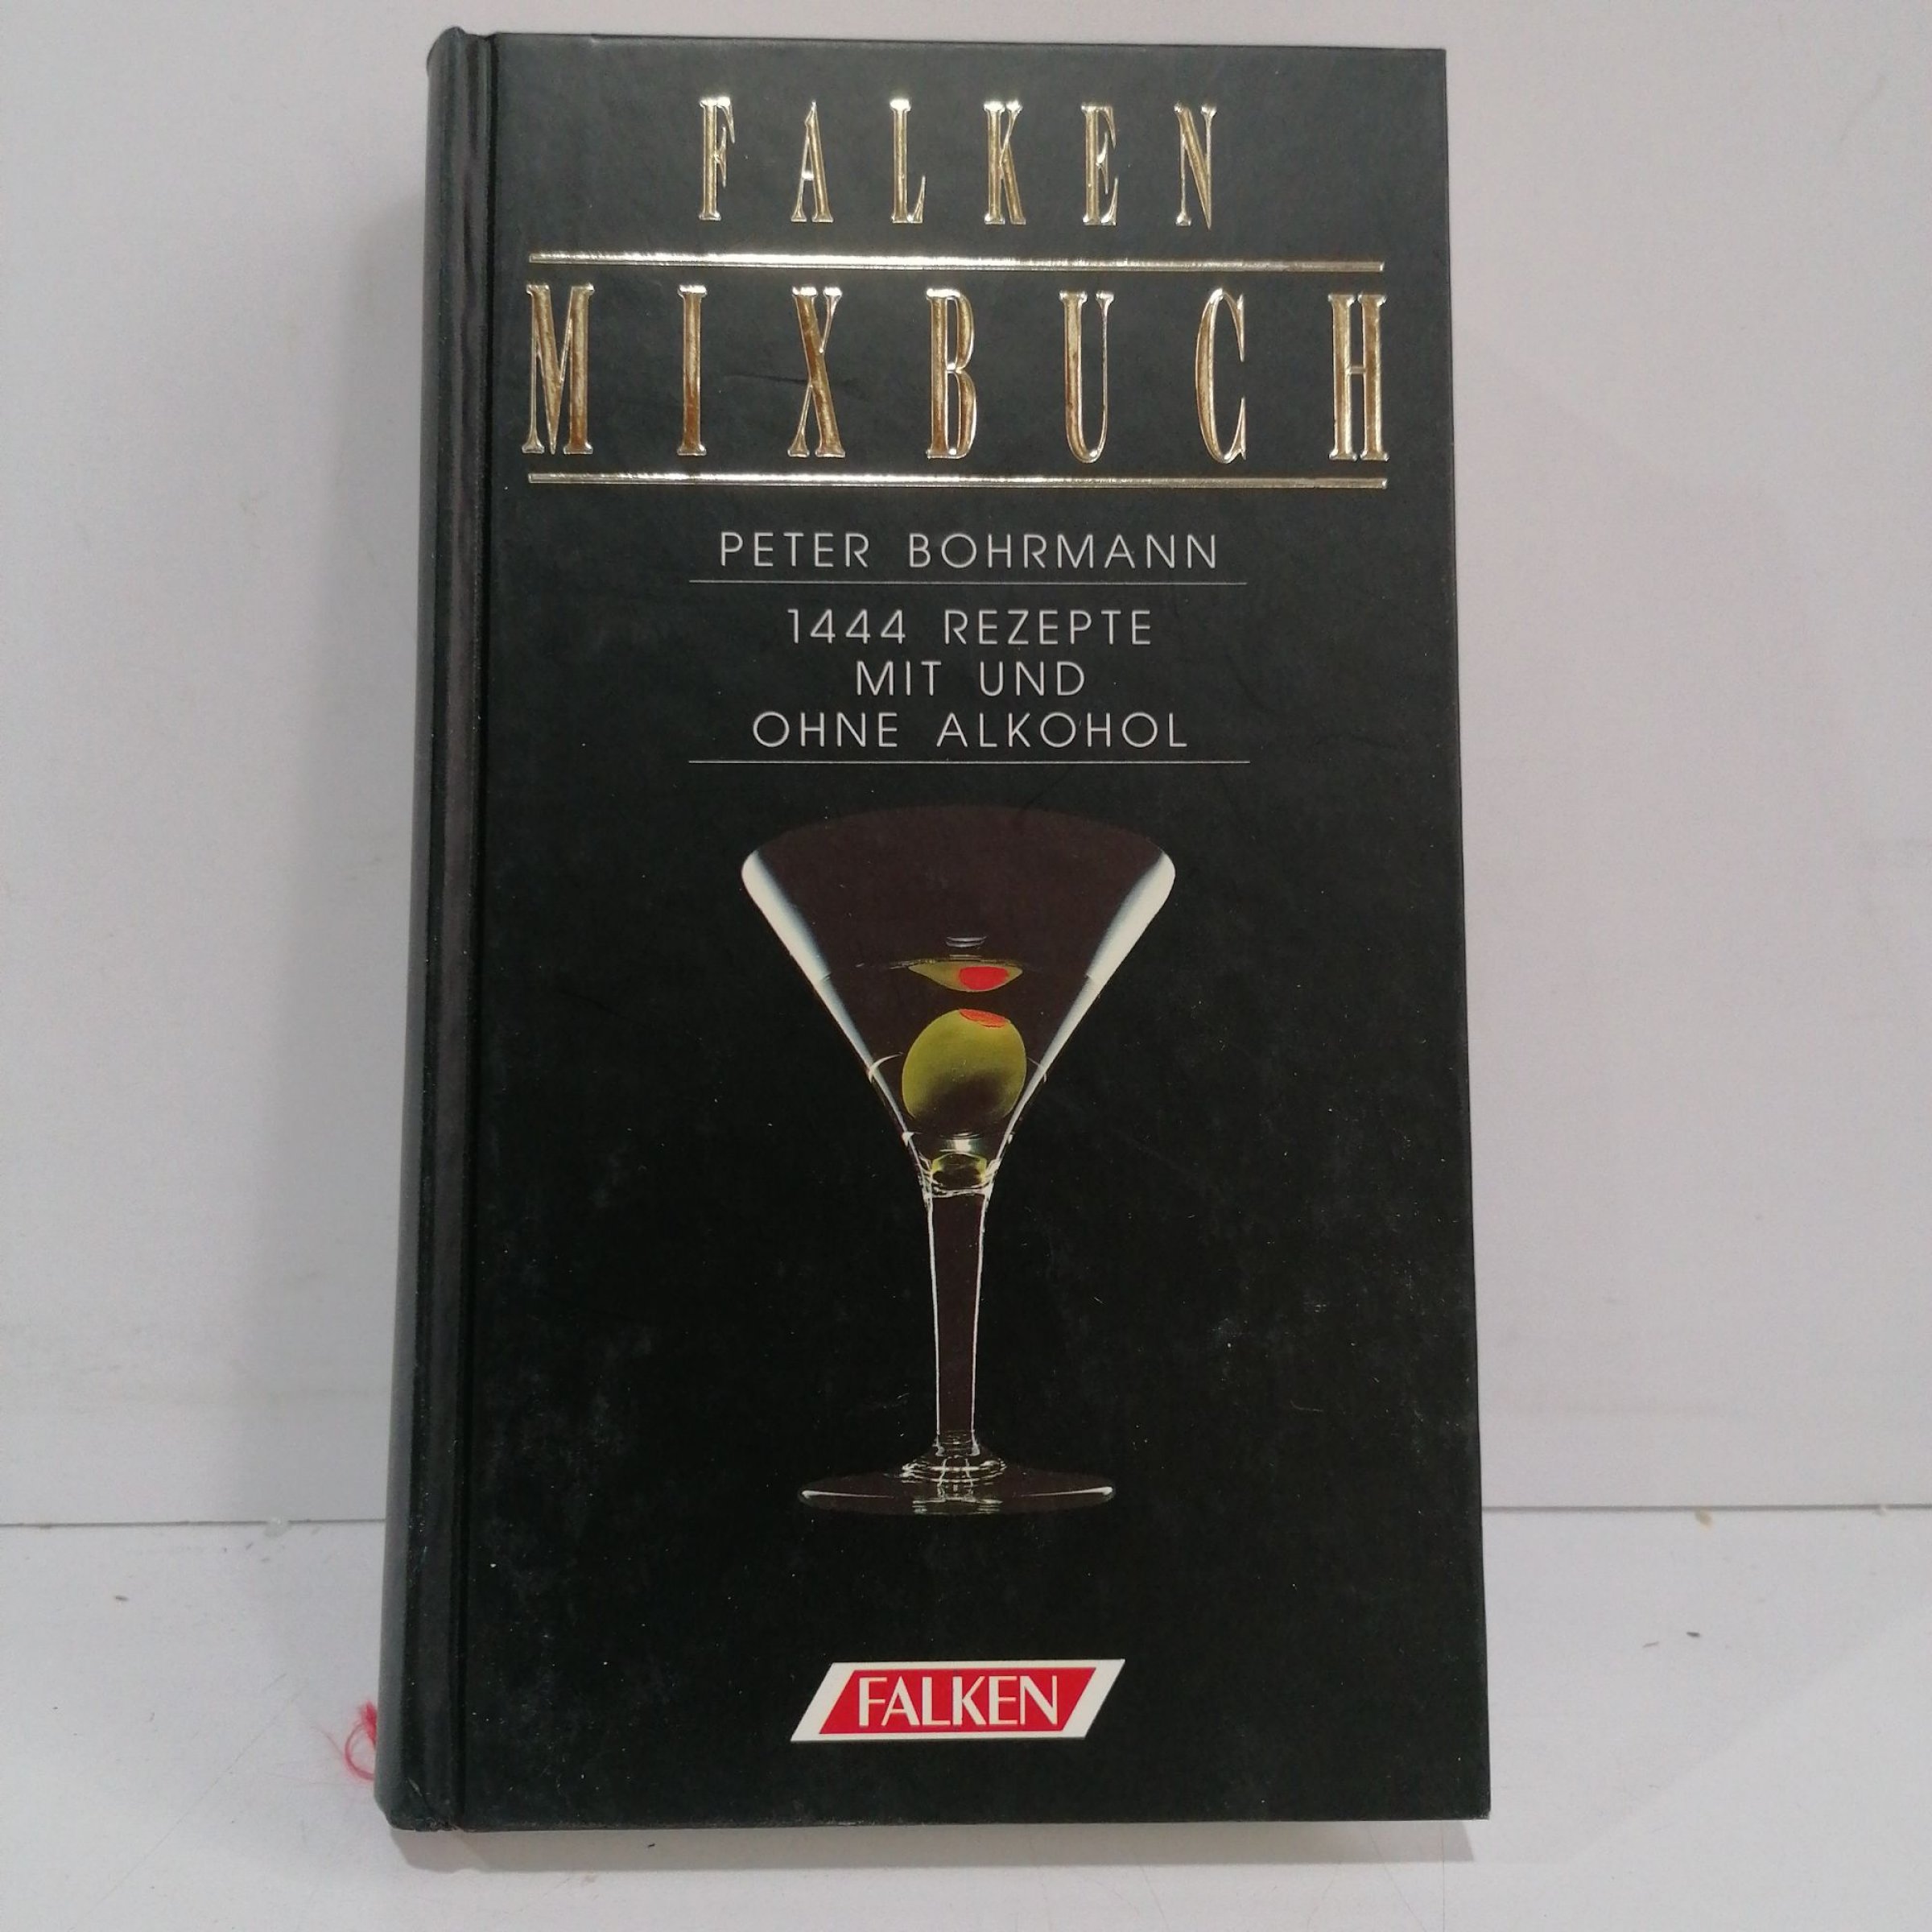 FALKEN
MIXBUCH
PETER BOHRMANN
1444 REZEPTE
MIT UND
OHNE ALKOHOL
FALKEN